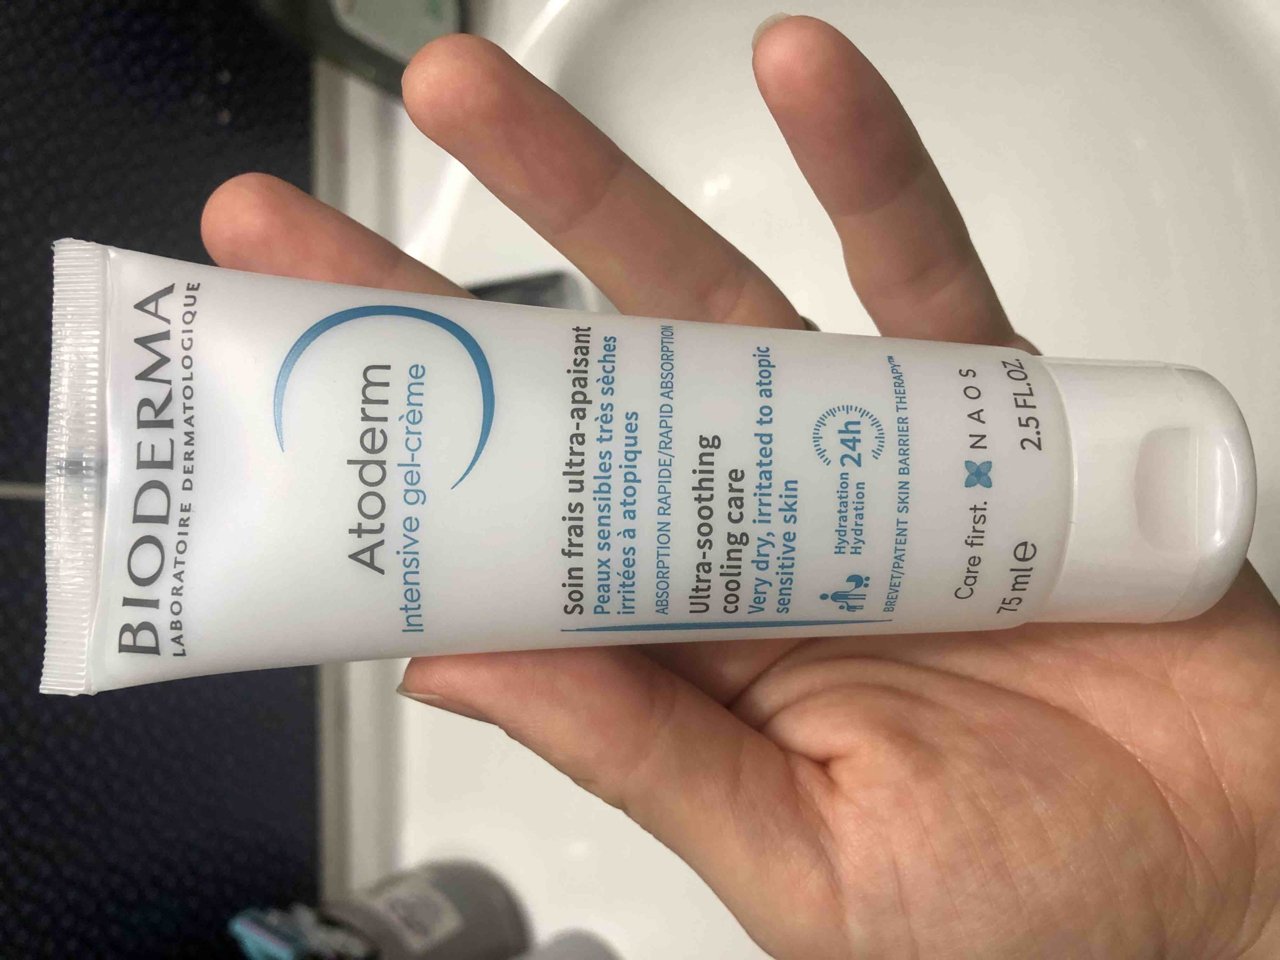 BIODERMA
LABORATOIRE DERMATOLOGIQUE
Atoderm
Intensive gel-crème
Soin frais ultra-apaisant
Peaux sensibles très sèches
irritées à atopiques
ABSORPTION RAPIDE/RAPID ABSORPTION
Ultra-soothing
cooling care
Very dry, irritated to atopic
sensitive skin
Hydratation
Hydration 24h
BREVET/PATENT SKIN BARRIER THERAPY™
Care first. NAOS
75 ml e 2.5 FL.OZ.